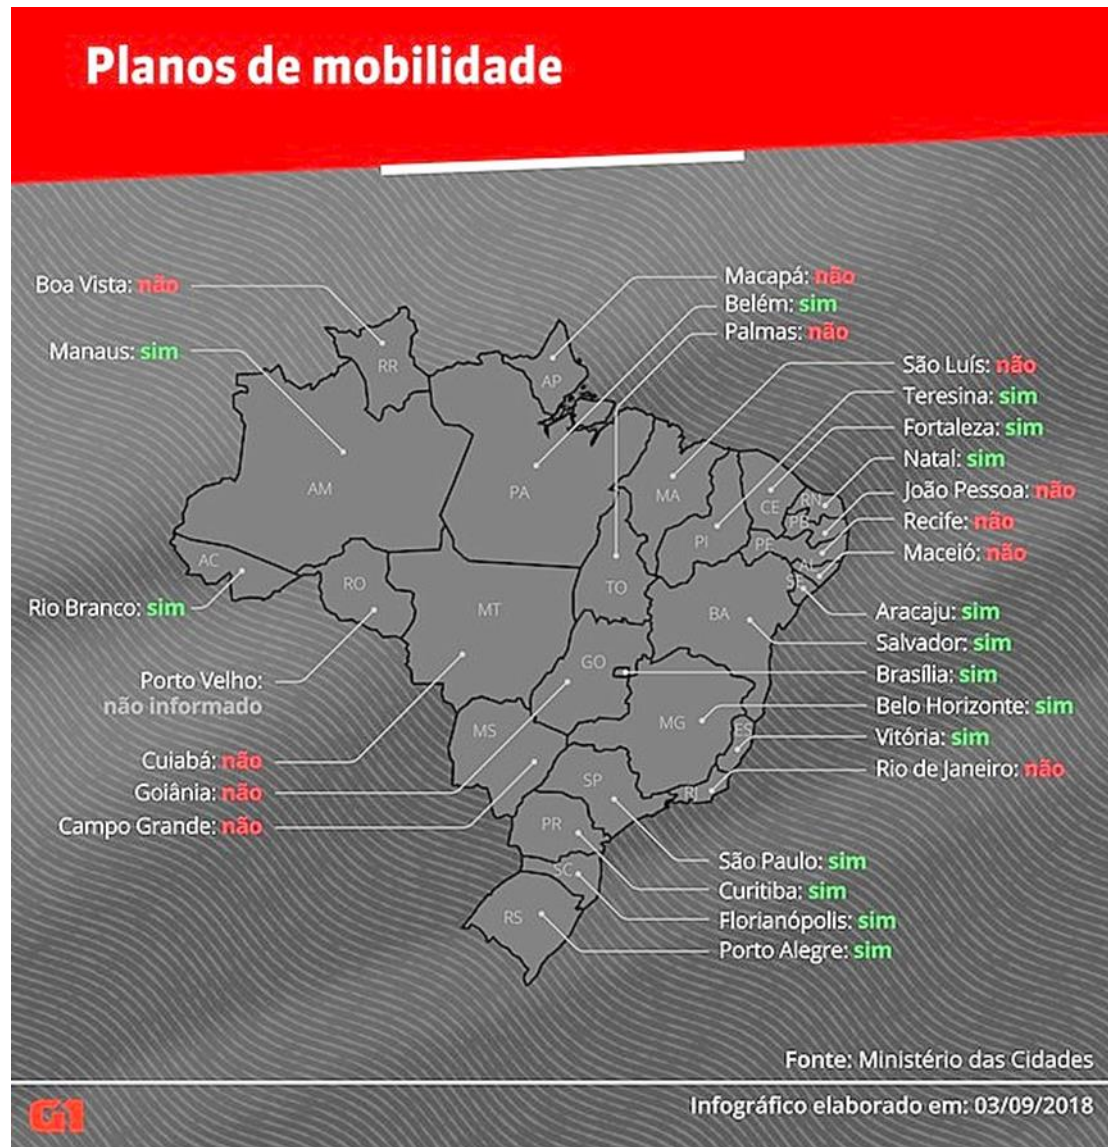 Planos de mobilidade
Boa Vista: não
Manaus: sim
Macapá: não
Belém: sim
Palmas: não
São Luís: não
Teresina: sim
Fortaleza: sim
Natal: sim
João Pessoa: não
Recife: não
Maceió: não
Aracaju: sim
Salvador: sim
Brasília: sim
Belo Horizonte: sim
Vitória: sim
Rio de Janeiro: não
Rio Branco: sim
Porto Velho:
não informado
Cuiabá: não
Goiânia: não
Campo Grande: não
São Paulo: sim
Curitiba: sim
Florianópolis: sim
Porto Alegre: sim
RR
AP
AM
PA
MA
CE
RN
PB
PI
PE
AL
SE
AC
RO
MT
TO
BA
GO
MG
ES
MS
SP
RJ
PR
SC
RS
Fonte: Ministério das Cidades
G1
Infográfico elaborado em: 03/09/2018